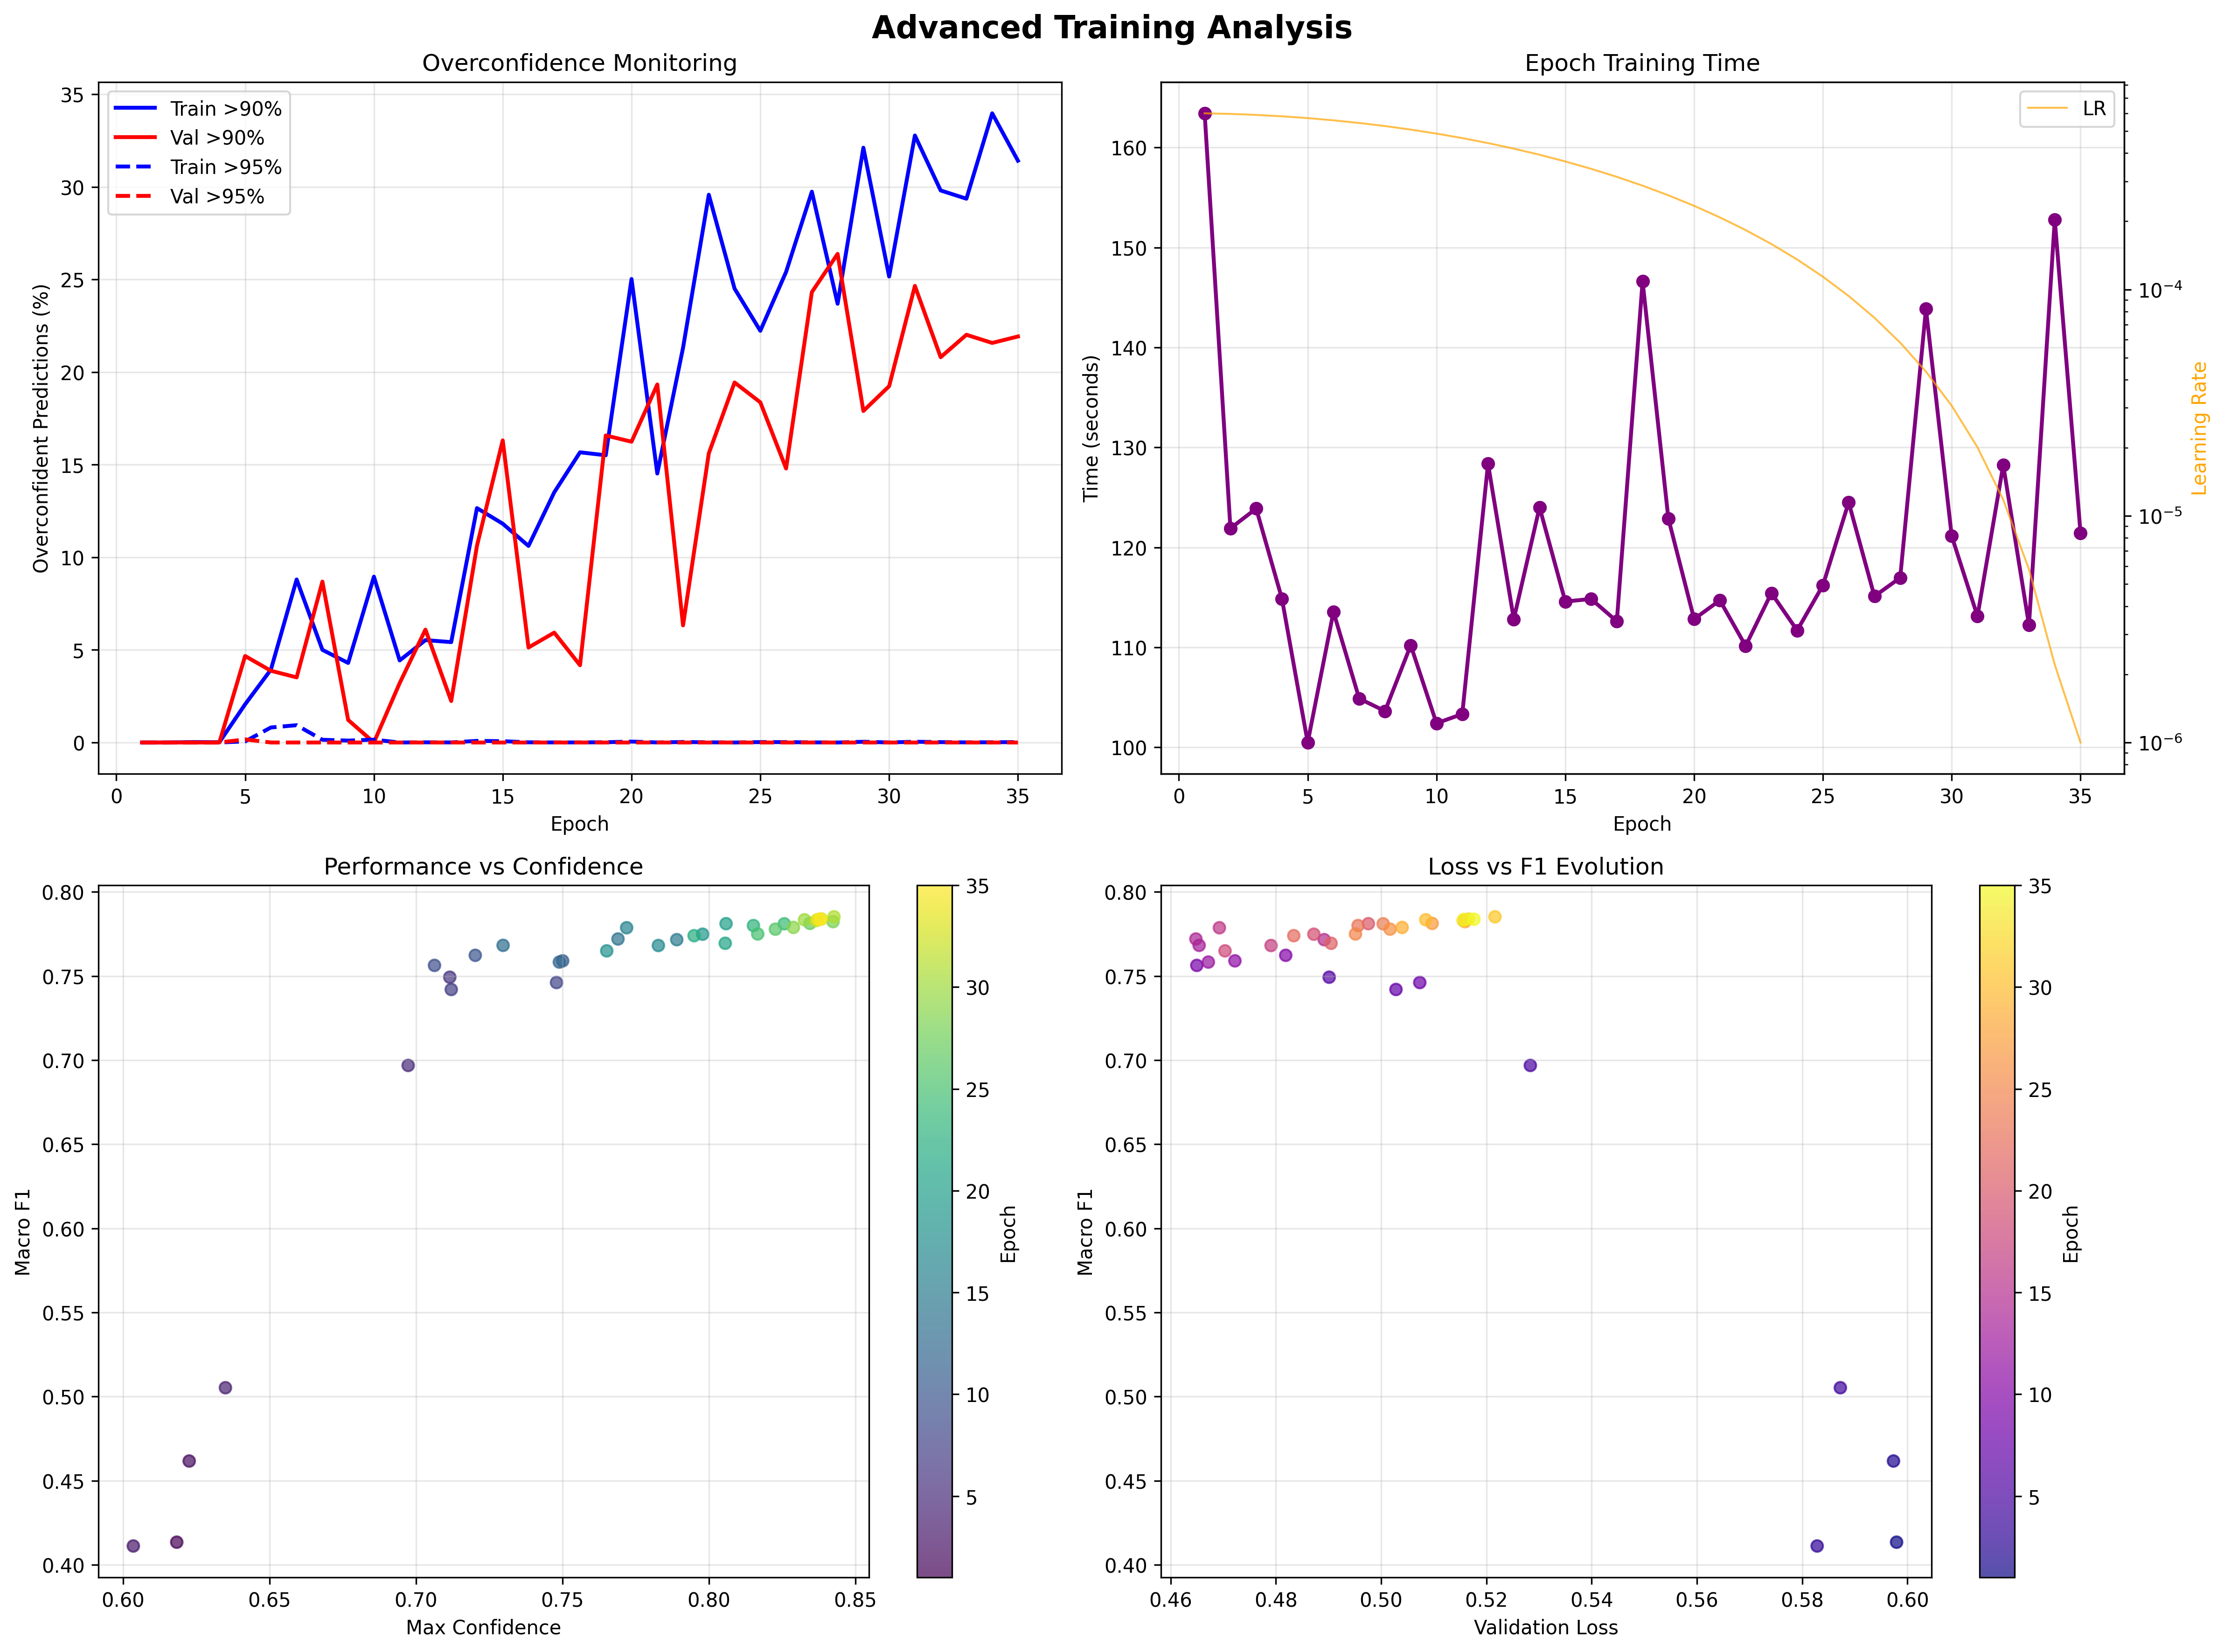 Advanced Training Analysis
Overconfidence Monitoring
35
30
25
20
15
10
5
0
Overconfident Predictions (%)
Train >90%
Val >90%
Train >95%
Val >95%
0 5 10 15 20 25 30 35
Epoch
Epoch Training Time
160
150
140
130
120
110
100
Time (seconds)
LR
10⁻⁴
10⁻⁵
10⁻⁶
Learning Rate
0 5 10 15 20 25 30 35
Epoch
Performance vs Confidence
0.80
0.75
0.70
0.65
0.60
0.55
0.50
0.45
0.40
Macro F1
0.60 0.65 0.70 0.75 0.80 0.85
Max Confidence
35
30
25
20
15
10
5
Epoch
Loss vs F1 Evolution
0.80
0.75
0.70
0.65
0.60
0.55
0.50
0.45
0.40
Macro F1
0.46 0.48 0.50 0.52 0.54 0.56 0.58 0.60
Validation Loss
35
30
25
20
15
10
5
Epoch